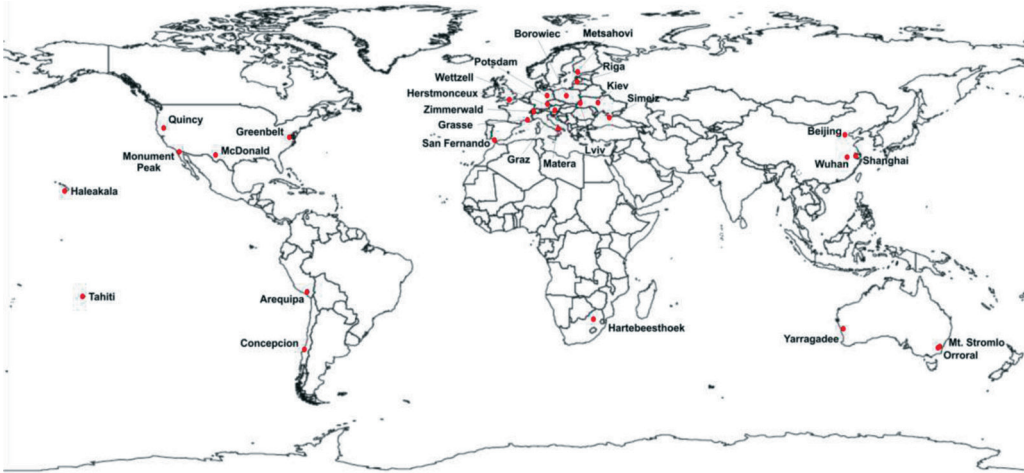 Borowiec
Metsahovi
Potsdam
Riga
Wettzell
Kiev
Herstmonceux
Simeiz
Zimmerwald
Grasse
San Fernando
Graz
Matera
Lviv
Quincy
Greenbelt
Monument
Peak
McDonald
Haleakala
Beijing
Wuhan
Shanghai
Tahiti
Arequipa
Concepcion
Hartebeesthoek
Yarragadee
Mt. Stromlo
Orroral